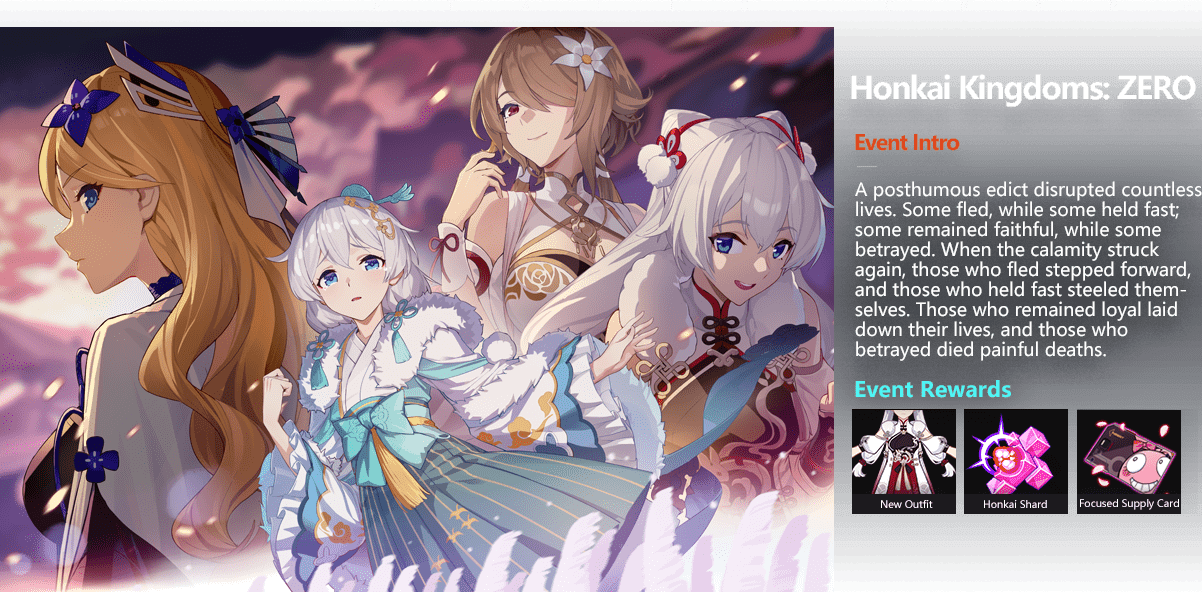 Honkai Kingdoms: ZERO
Event Intro
A posthumous edict disrupted countless
lives. Some fled, while some held fast;
some remained faithful, while some
betrayed. When the calamity struck
again, those who fled stepped forward,
and those who held fast steeled them-
selves. Those who remained loyal laid
down their lives, and those who
betrayed died painful deaths.
Event Rewards
New Outfit
Honkai Shard
Focused Supply Card